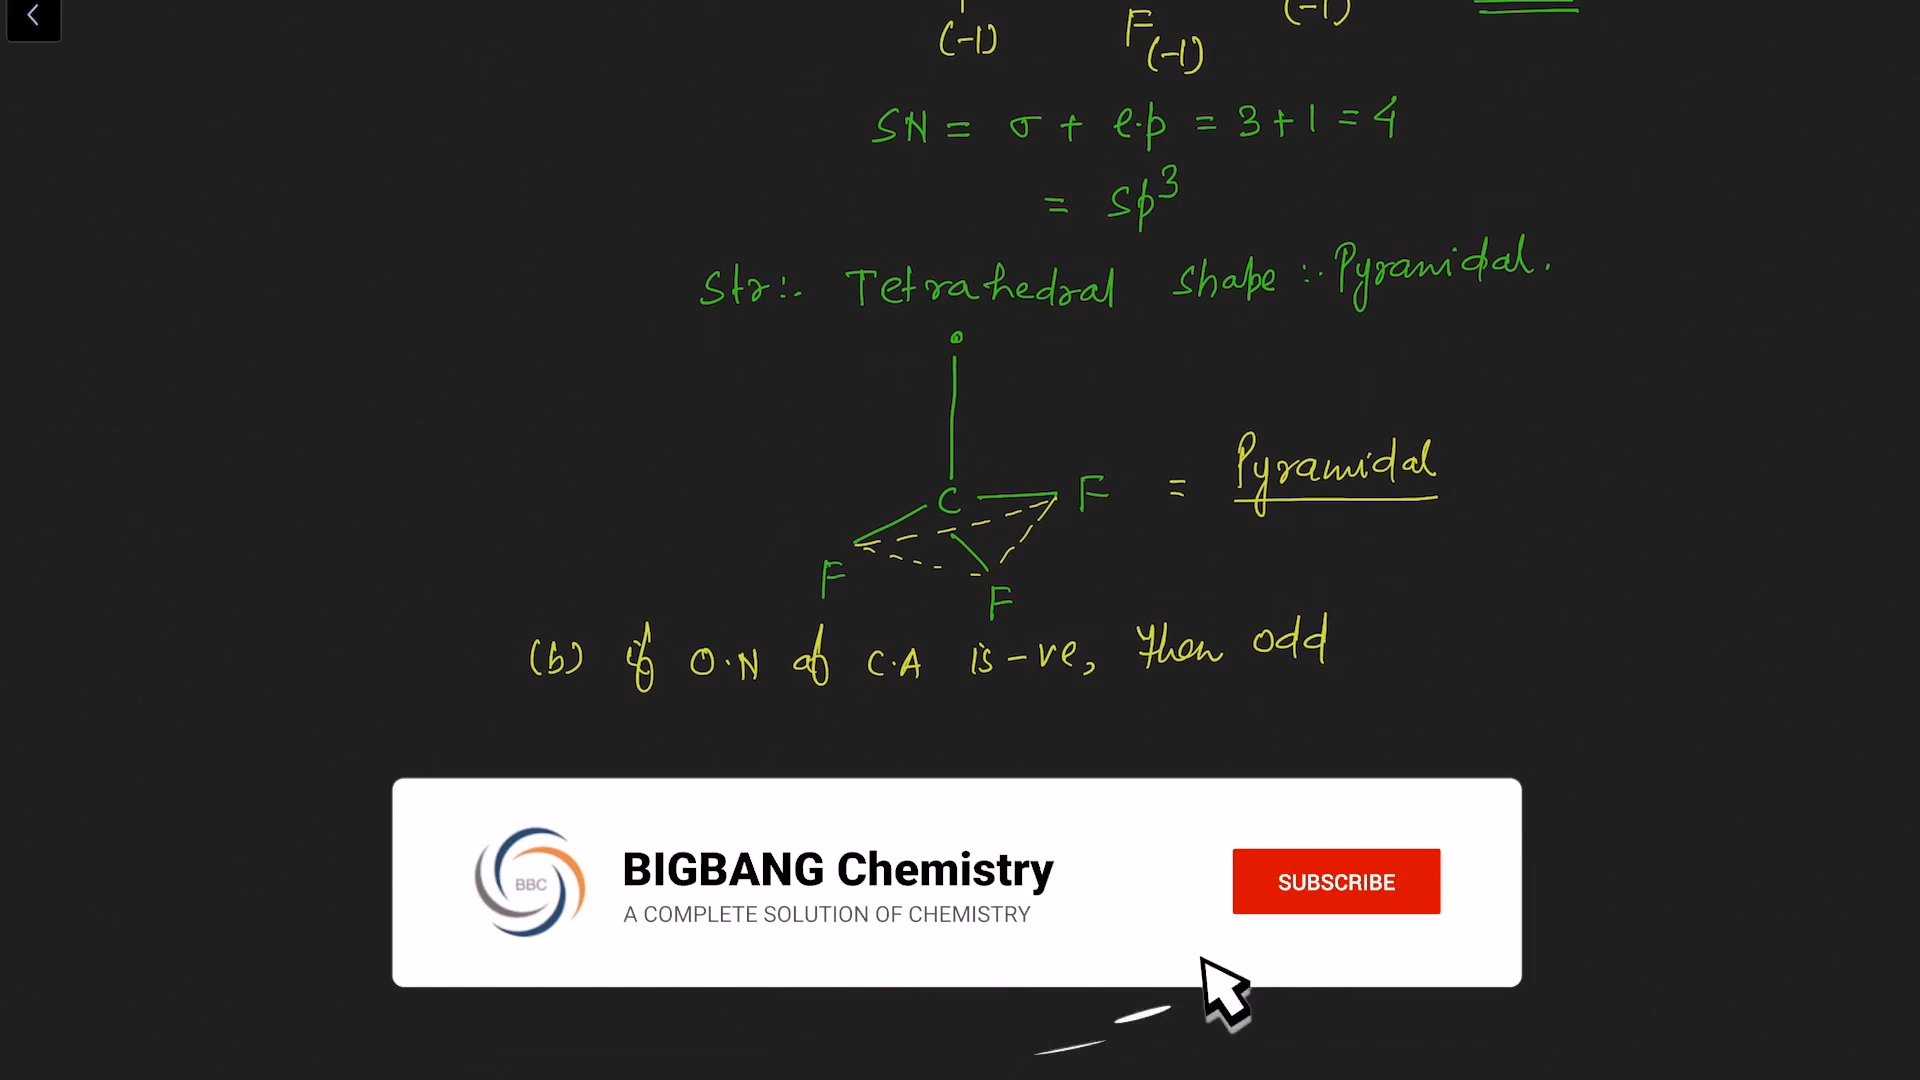 (-1) F (-1) (-1)
SN = σ + l.p = 3+1 = 4
= sp³
Str:- Tetrahedral Shape :- Pyramidal.
C F = Pyramidal
F F
(b) if O.N of C.A is -ve, then odd
BBC
BIGBANG Chemistry
A COMPLETE SOLUTION OF CHEMISTRY
SUBSCRIBE